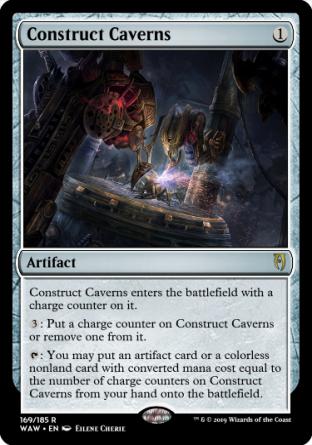 Construct Caverns 1
Artifact
Construct Caverns enters the battlefield with a
charge counter on it.
3: Put a charge counter on Construct Caverns
or remove one from it.
: You may put an artifact card or a colorless
nonland card with converted mana cost equal
to the number of charge counters on Construct
Caverns from your hand onto the battlefield.
169/185 R
WAW • EN EILENE CHERIE
™ & © 2019 Wizards of the Coast